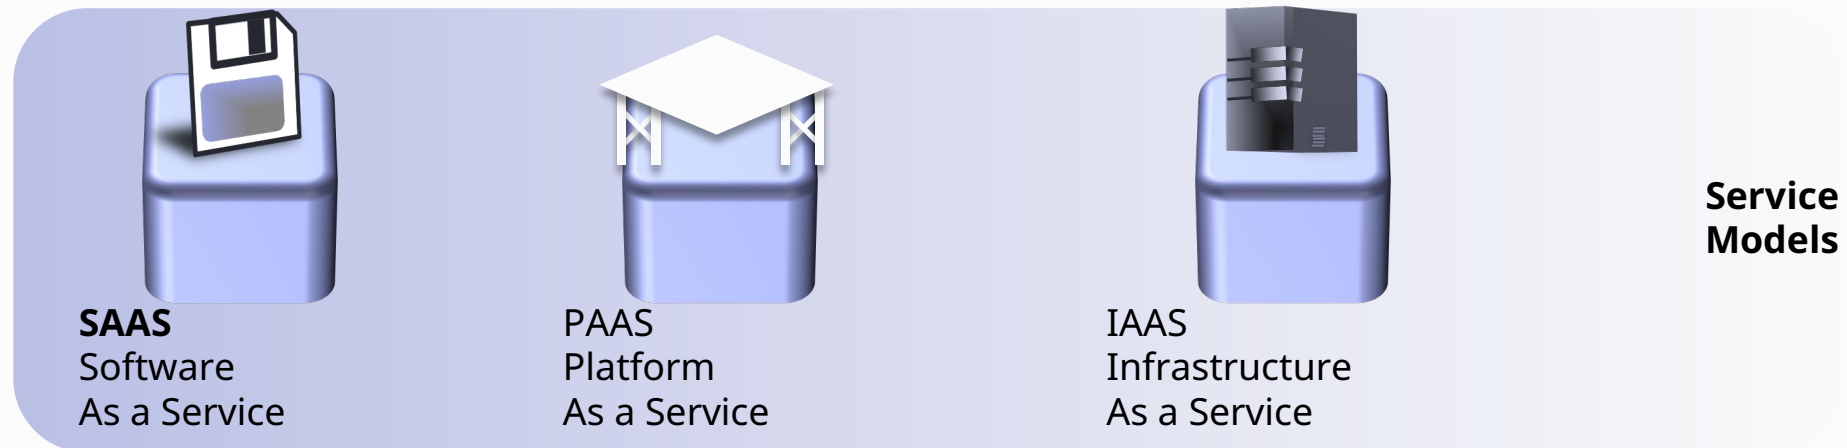 SAAS
Software
As a Service
PAAS
Platform
As a Service
IAAS
Infrastructure
As a Service
Service
Models